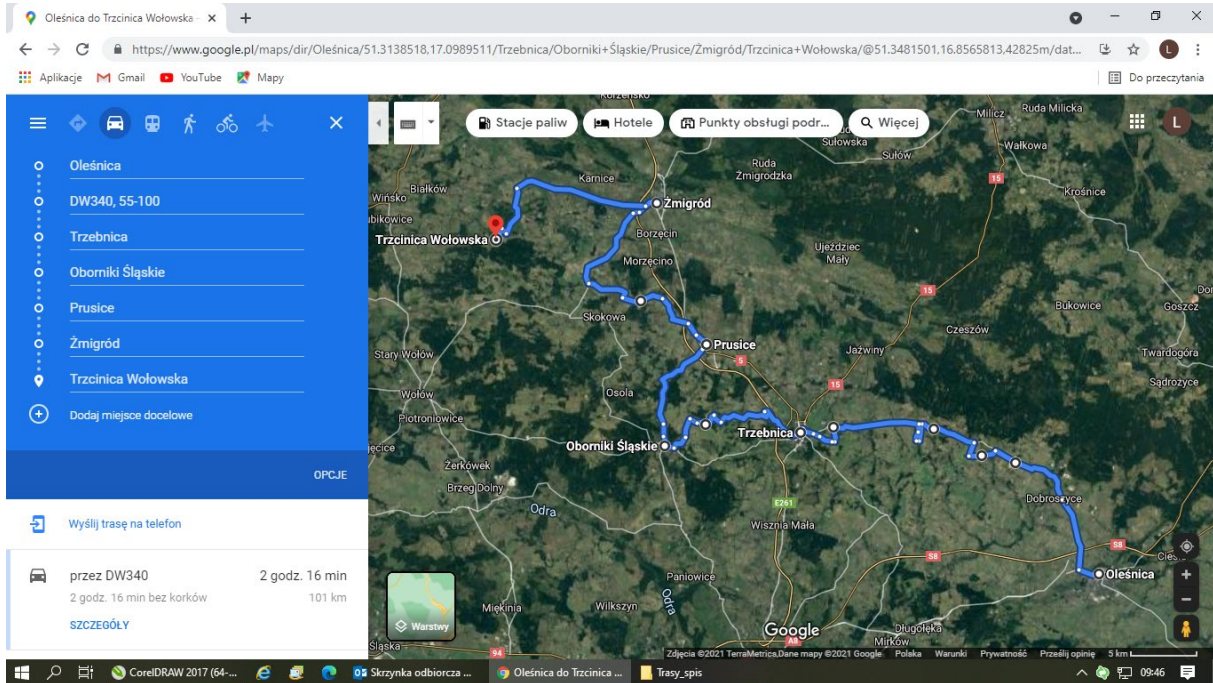 Oleśnica do Trzcinica Wołowska -
https://www.google.pl/maps/dir/Oleśnica/51.3138518,17.0989511/Trzebnica/Oborniki+Śląskie/Prusice/Żmigród/Trzcinica+Wołowska/@51.3481501,16.8565813,42825m/dat...
L
Aplikacje
Gmail
YouTube
Mapy
Do przeczytania
Oleśnica
DW340, 55-100
Trzebnica
Oborniki Śląskie
Prusice
Żmigród
Trzcinica Wołowska
Dodaj miejsce docelowe
OPCJE
Wyślij trasę na telefon
przez DW340
2 godz. 16 min
2 godz. 16 min bez korków
101 km
SZCZEGÓŁY
Stacje paliw
Hotele
Punkty obsługi podr...
Więcej
L
Korzeńsko
Milicz
Ruda Milicka
Sułowska
Sułów
Wałkowa
Ruda
Żmigrodzka
15
Krośnice
Karnice
Białków
Wińsko
Żmigród
Trzcinica Wołowska
Borzęcin
Morzęcino
Ujeździec
Mały
15
Bukowice
Goszcz
Skokowa
Czeszów
Prusice
Jaźwiny
5
Twardogóra
Stary Wołów
15
Sądrożyce
Wołów
Osola
Piotroniowice
Trzebnica
Oborniki Śląskie
Żerkówek
Brzeg Dolny
Odra
E261
Dobroszyce
Wisznia Mała
S8
S8
Oleśnica
Paniowice
Odra
Miękinia
Wilkszyn
Długołęka
Mirków
A8
94
Warstwy
Google
Zdjęcia ©2021 TerraMetrics,Dane mapy ©2021 Google
Polska
Warunki
Prywatność
Prześlij opinię
5 km
CorelDRAW 2017 (64-...
Skrzynka odbiorcza ...
Oleśnica do Trzcinica ...
Trasy_spis
09:46